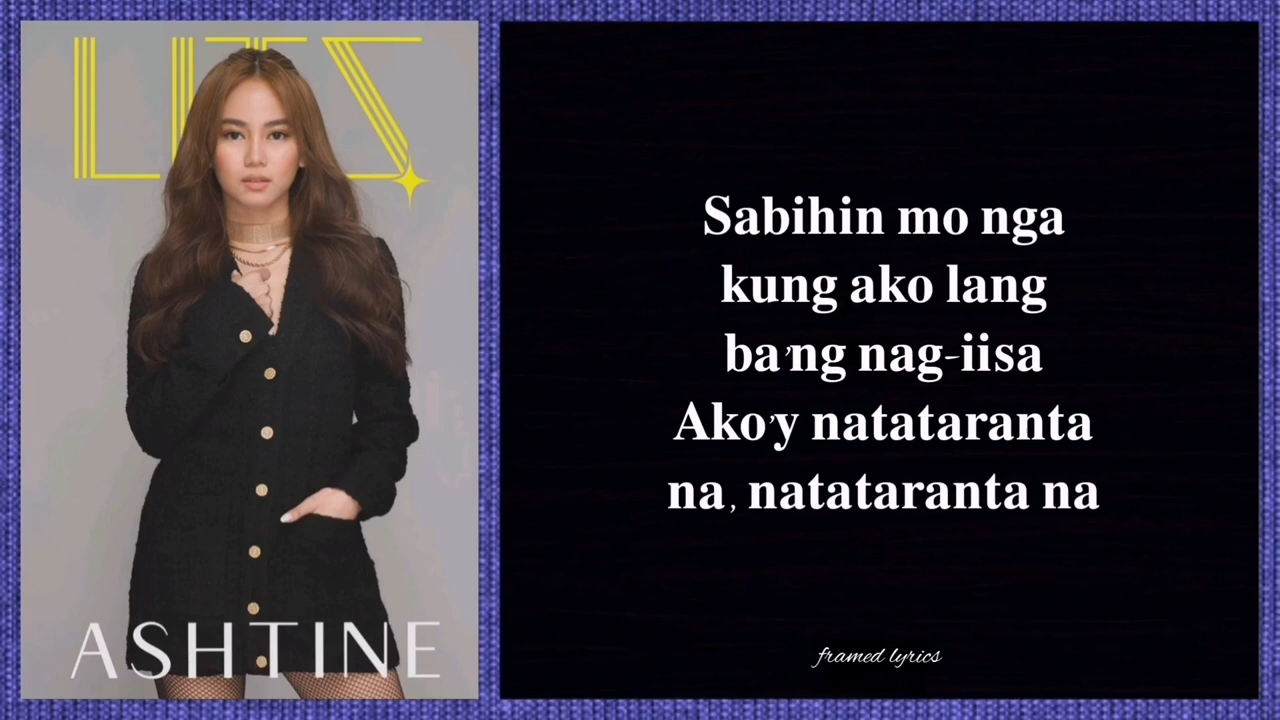 ASHTINE
Sabihin mo nga
kung ako lang
ba'ng nag-iisa
Ako'y natataranta
na, natataranta na
framed lyrics